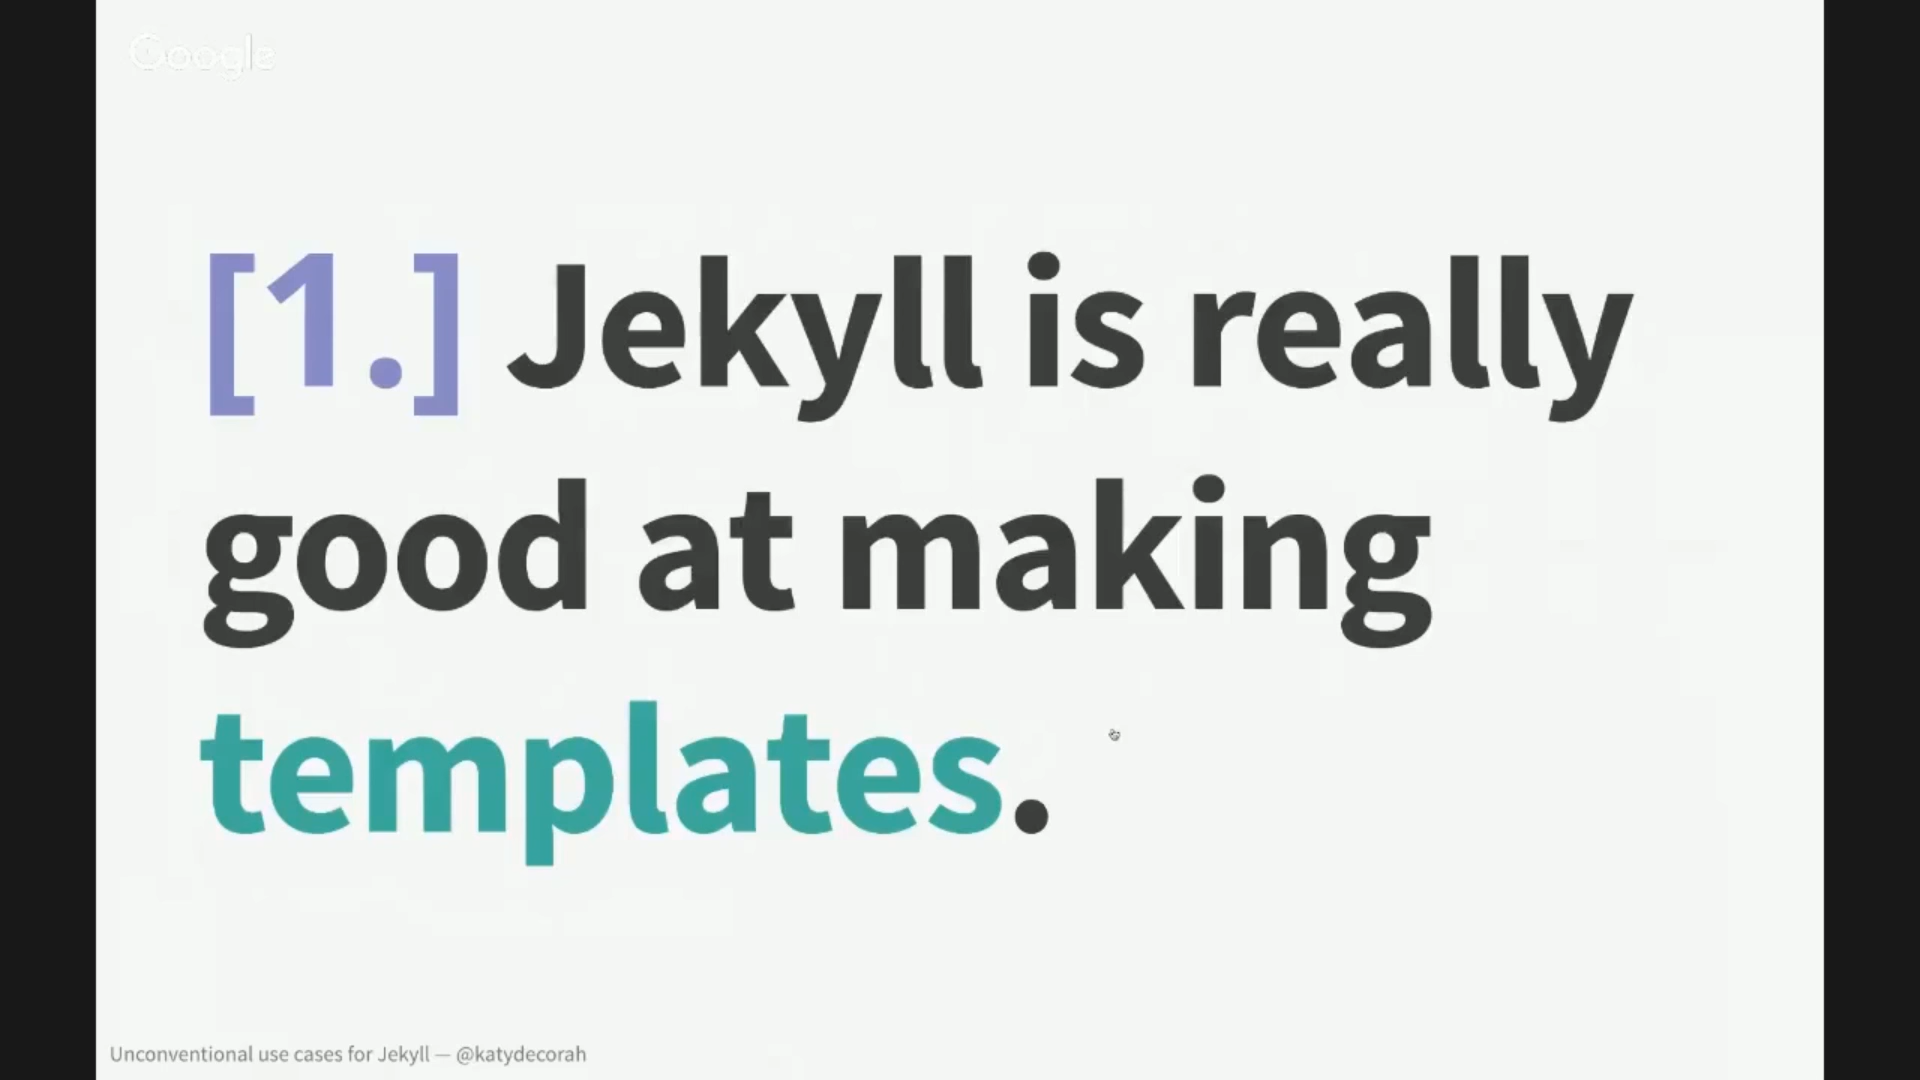 Google
[1.] Jekyll is really
good at making
templates.
Unconventional use cases for Jekyll — @katydecorah